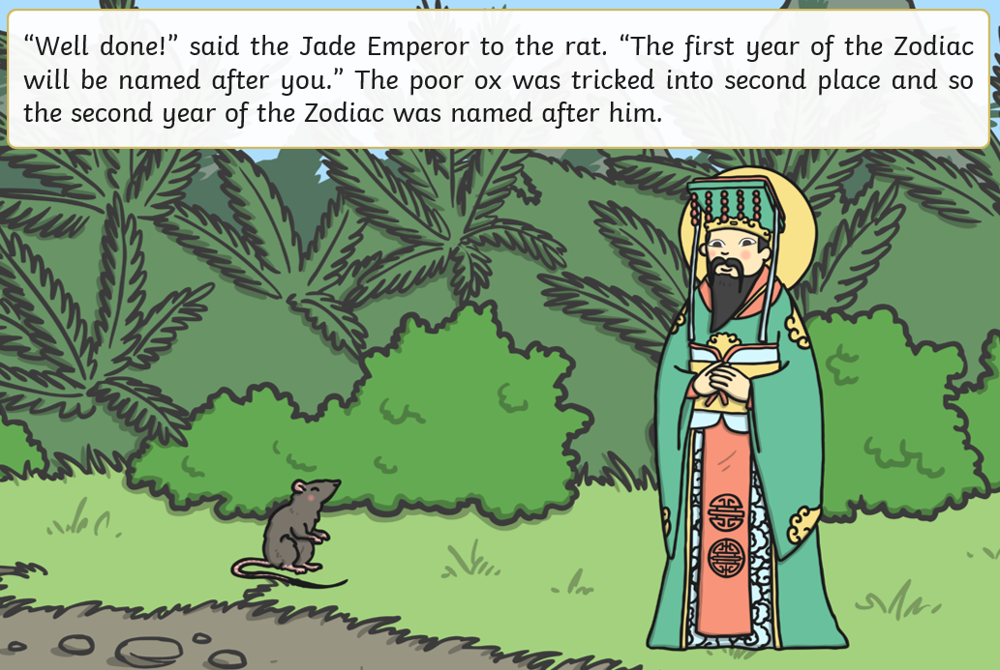 “Well done!” said the Jade Emperor to the rat. “The first year of the Zodiac
will be named after you.” The poor ox was tricked into second place and so
the second year of the Zodiac was named after him.